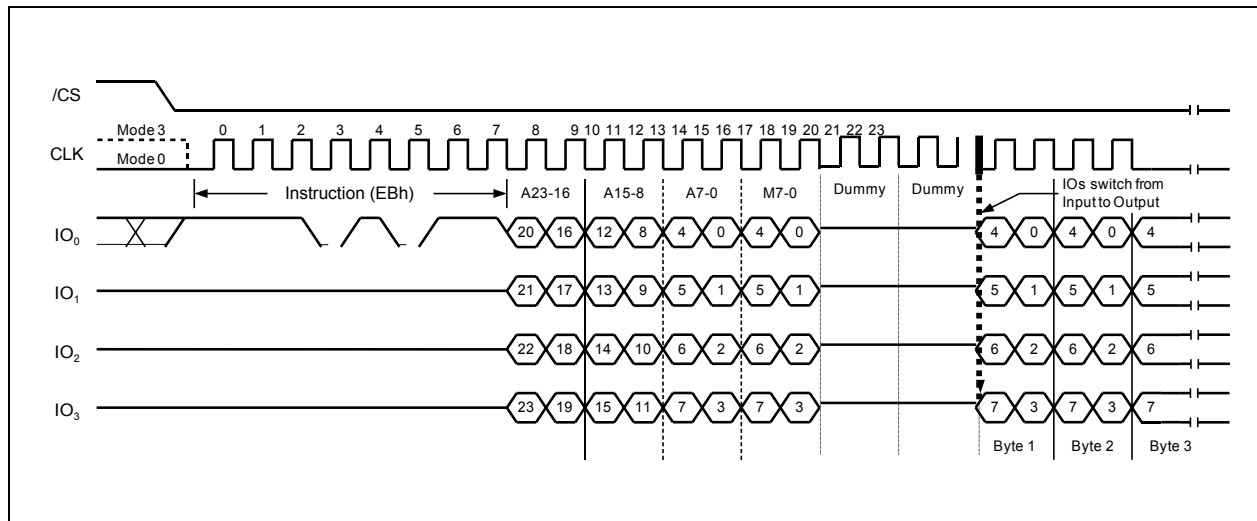 /CS
Mode 3
0 1 2 3 4 5 6 7 8 9 10 11 12 13 14 15 16 17 18 19 20 21 22 23
CLK
Mode 0
Instruction (EBh) A23-16 A15-8 A7-0 M7-0 Dummy Dummy IOs switch from
Input to Output
IO0 20 16 12 8 4 0 4 0 4 0 4 0 4
IO1 21 17 13 9 5 1 5 1 5 1 5 1 5
IO2 22 18 14 10 6 2 6 2 6 2 6 2 6
IO3 23 19 15 11 7 3 7 3 7 3 7 3 7
Byte 1 Byte 2 Byte 3